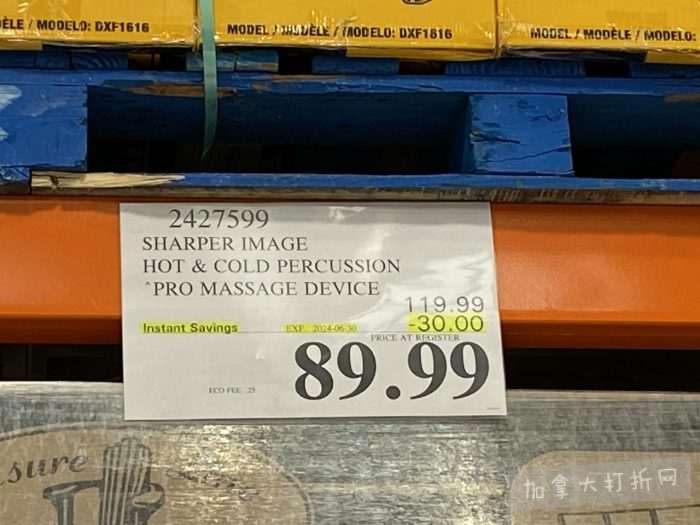 DÈLE / MODELO: DXF1616
MODEL / MODÈLE / MODELO: DXF1616
MODEL / MODÈLE / MODELO:
2427599
SHARPER IMAGE
HOT & COLD PERCUSSION
^PRO MASSAGE DEVICE
119.99
Instant Savings EXP. 2024-06-30 -30.00
PRICE AT REGISTER
89.99
ECO FEE .25
sure
加拿大打折网